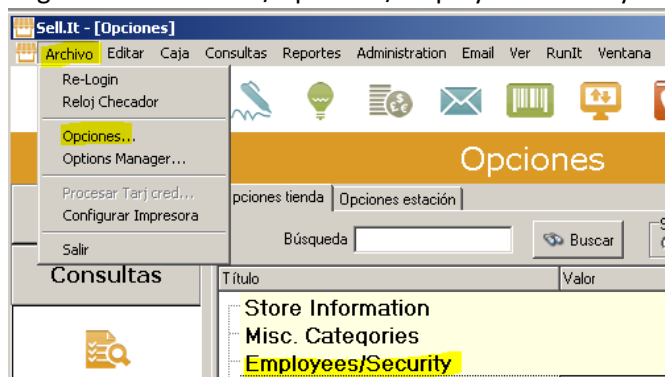 Sell.It - [Opciones]
Archivo Editar Caja Consultas Reportes Administration Email Ver RunIt Ventana
Re-Login
Reloj Checador
Opciones...
Options Manager...
Procesar Tarj cred...
Configurar Impresora
Salir
Opciones
pciones tienda Opciones estación
Búsqueda Buscar
Consultas
Título Valor
Store Information
Misc. Categories
Employees/Security